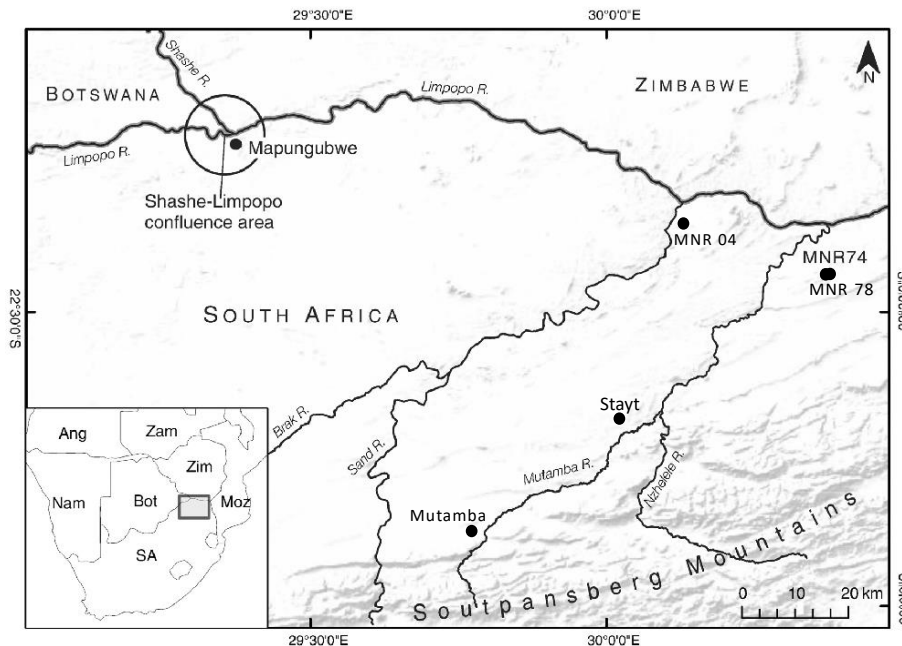 29°30'0"E
30°0'0"E
Shashe R.
BOTSWANA
Limpopo R.
ZIMBABWE
N
Limpopo R.
Mapungubwe
Shashe-Limpopo
confluence area
MNR 04
MNR74
MNR 78
22°30'0"S
SOUTH AFRICA
Stayt
Brak R.
Sand R.
Mutamba R.
Nzhelele R.
Mutamba
Soutpansberg Mountains
Ang
Zam
Zim
Nam
Bot
Moz
SA
0 10 20 km
29°30'0"E
30°0'0"E